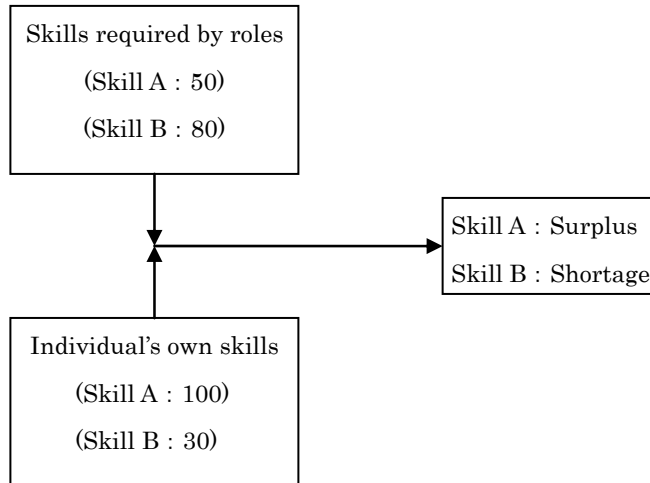 Skills required by roles
(Skill A : 50)
(Skill B : 80)
Skill A : Surplus
Skill B : Shortage
Individual’s own skills
(Skill A : 100)
(Skill B : 30)